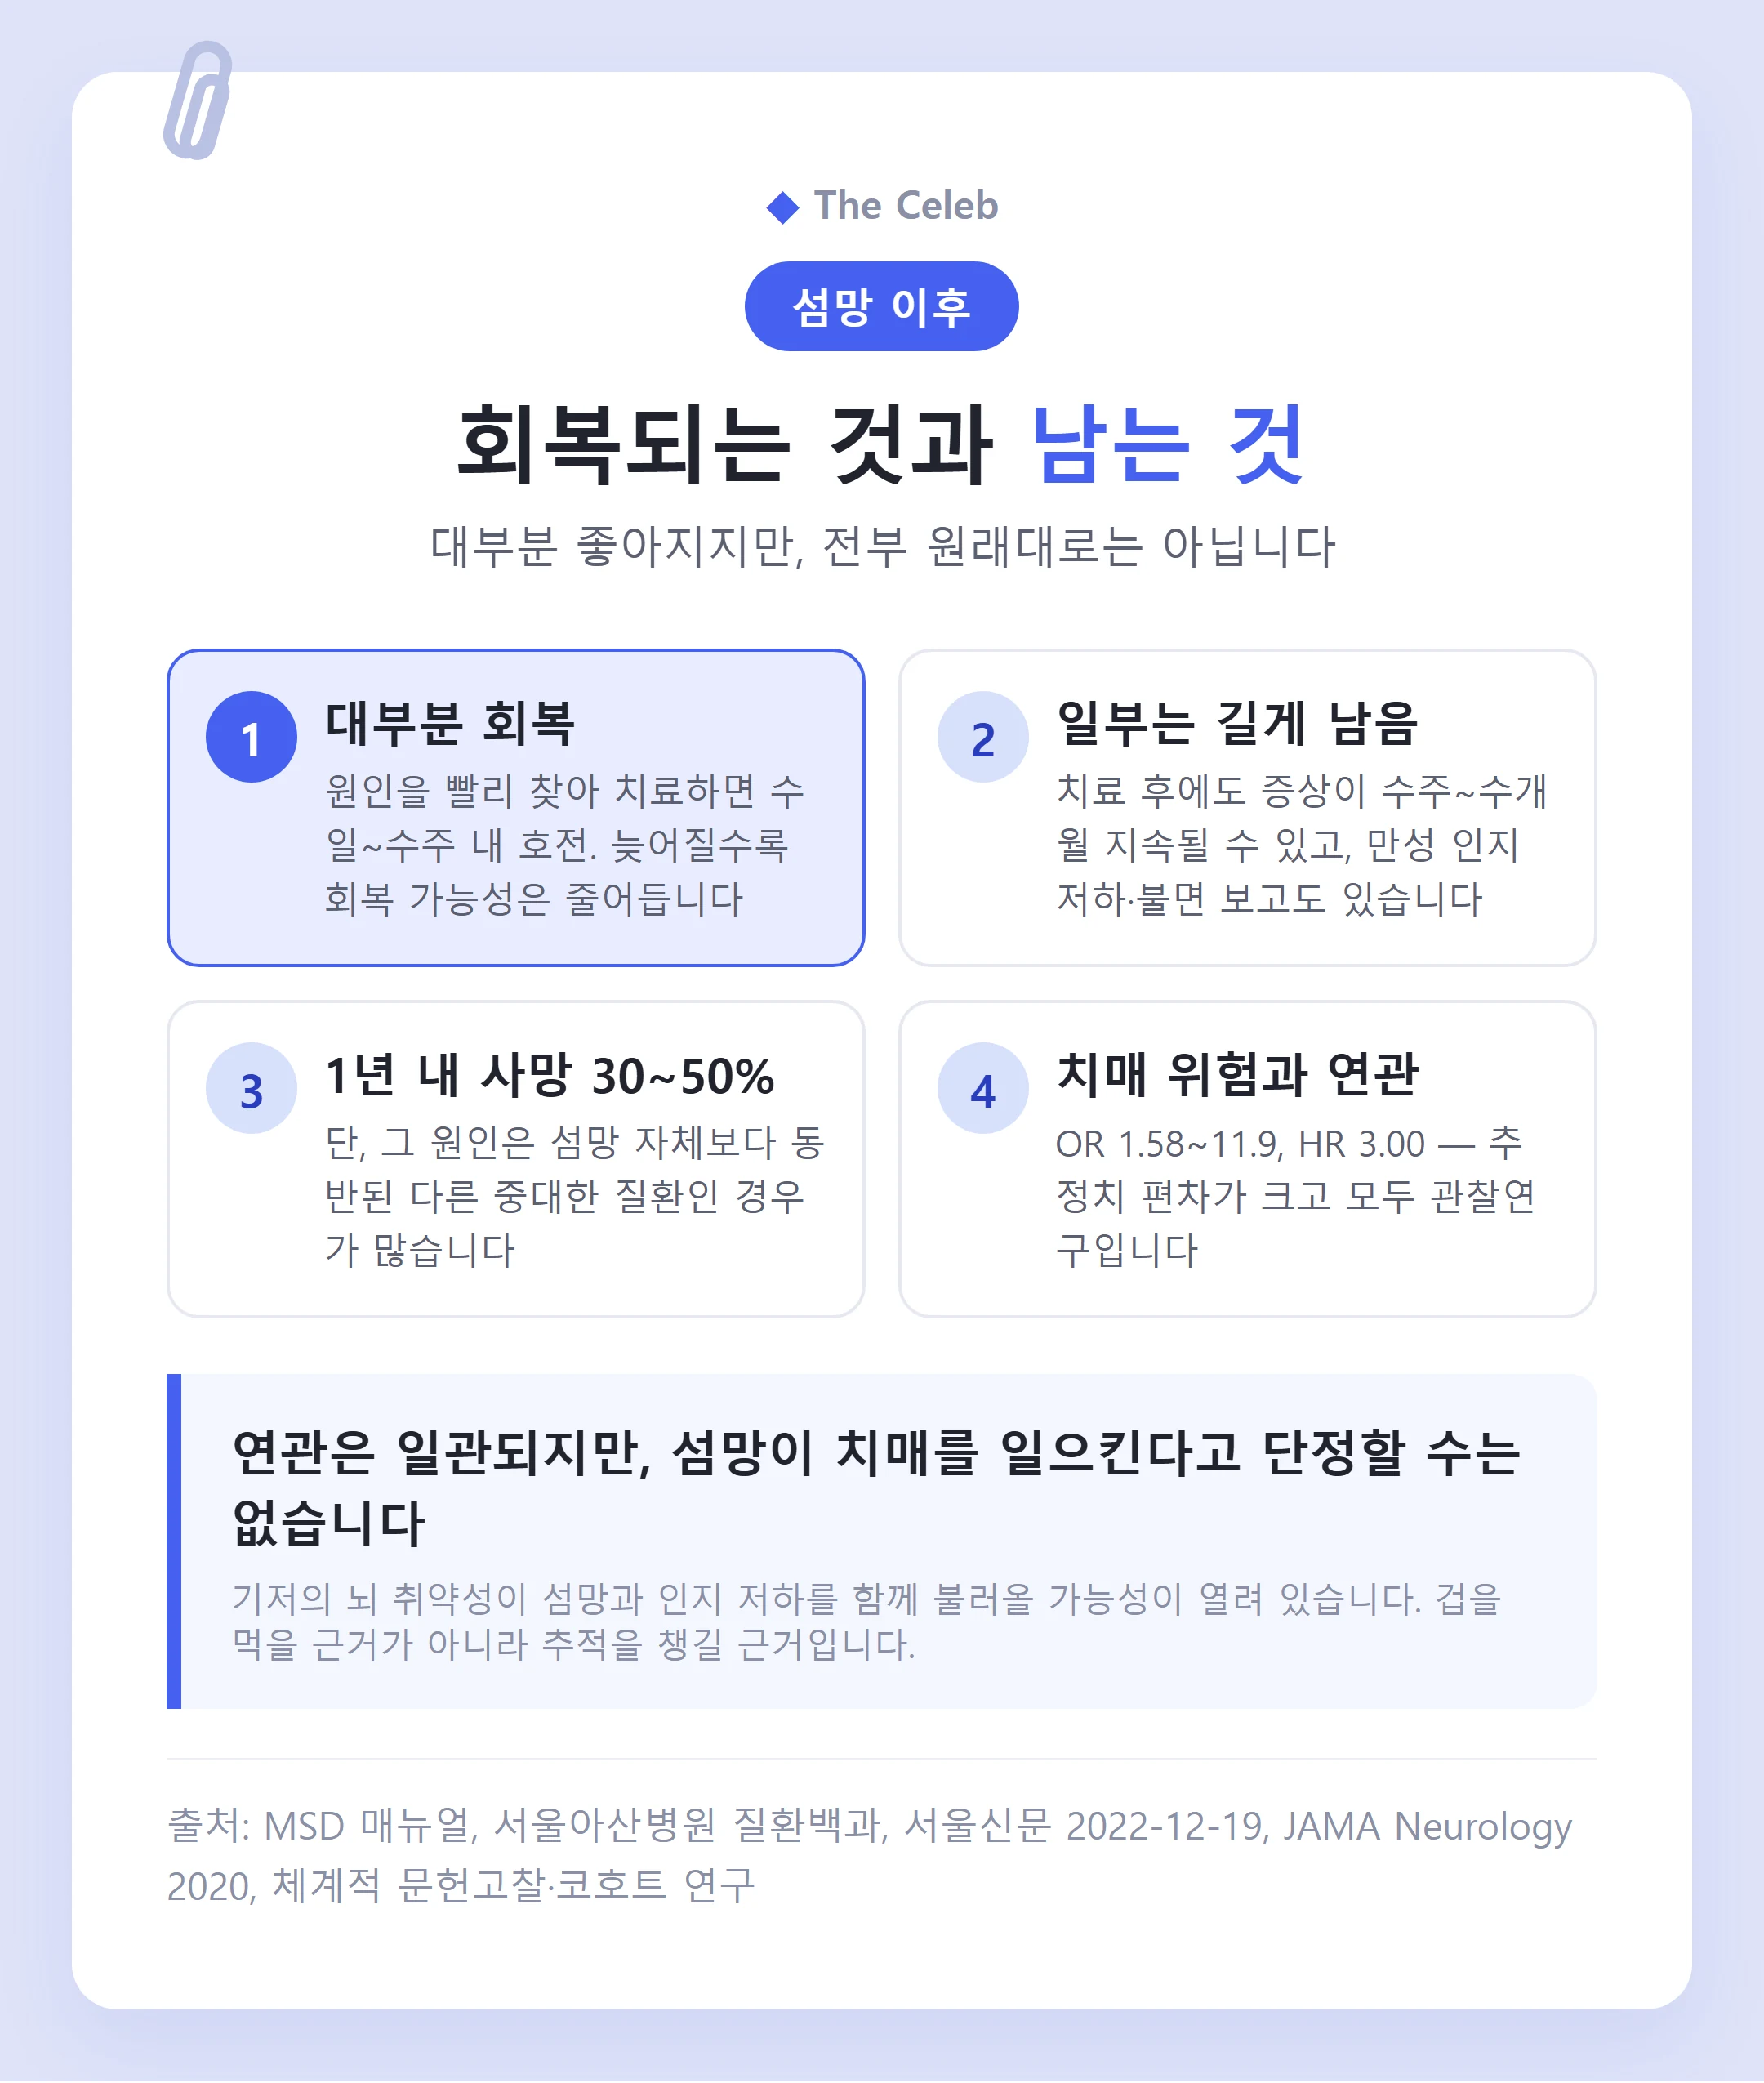 The Celeb
섬망 이후
회복되는 것과 남는 것
대부분 좋아지지만, 전부 원래대로는 아닙니다
1
대부분 회복
원인을 빨리 찾아 치료하면 수
일~수주 내 호전. 늦어질수록
회복 가능성은 줄어듭니다
2
일부는 길게 남음
치료 후에도 증상이 수주~수개
월 지속될 수 있고, 만성 인지
저하·불면 보고도 있습니다
3
1년 내 사망 30~50%
단, 그 원인은 섬망 자체보다 동
반된 다른 중대한 질환인 경우
가 많습니다
4
치매 위험과 연관
OR 1.58~11.9, HR 3.00 — 추
정치 편차가 크고 모두 관찰연
구입니다
연관은 일관되지만, 섬망이 치매를 일으킨다고 단정할 수는
없습니다
기저의 뇌 취약성이 섬망과 인지 저하를 함께 불러올 가능성이 열려 있습니다. 겁을
먹을 근거가 아니라 추적을 챙길 근거입니다.
출처: MSD 매뉴얼, 서울아산병원 질환백과, 서울신문 2022-12-19, JAMA Neurology
2020, 체계적 문헌고찰·코호트 연구